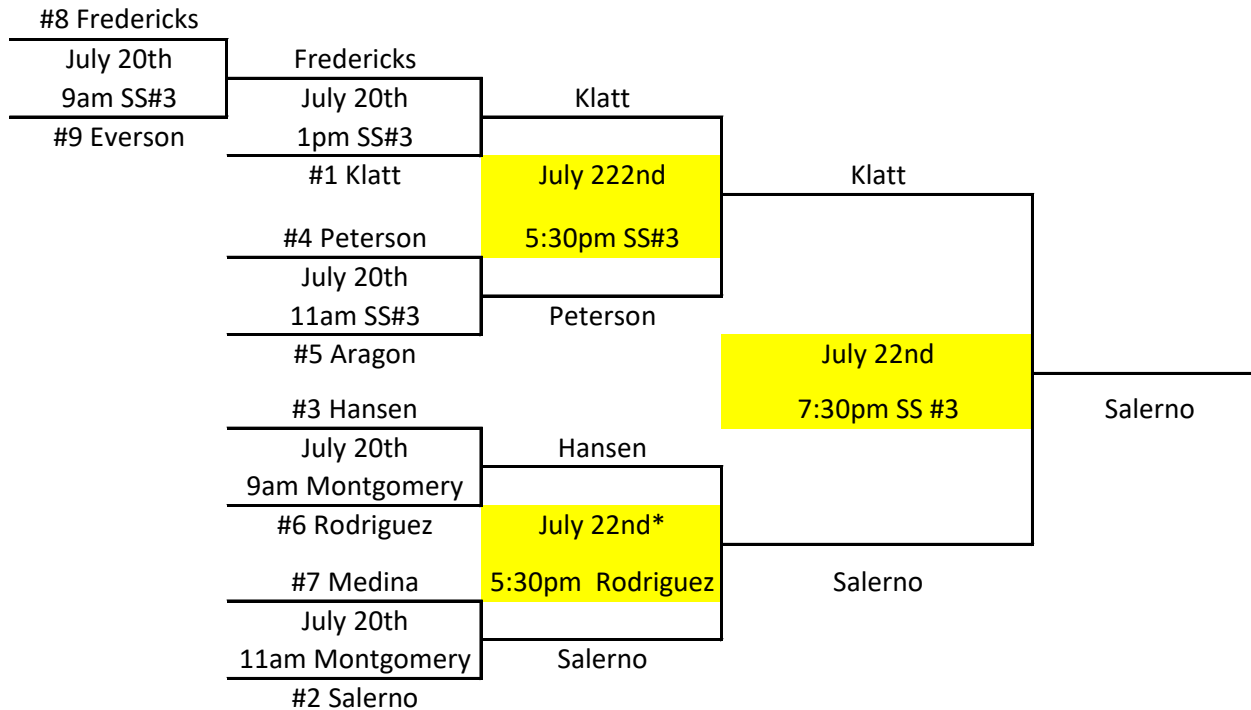 #8 Fredericks
July 20th
9am SS#3
#9 Everson
Fredericks
July 20th
1pm SS#3
#1 Klatt
#4 Peterson
July 20th
11am SS#3
#5 Aragon
#3 Hansen
July 20th
9am Montgomery
#6 Rodriguez
#7 Medina
July 20th
11am Montgomery
#2 Salerno
Klatt
July 222nd
5:30pm SS#3
Peterson
Hansen
July 22nd*
5:30pm  Rodriguez
Salerno
Klatt
July 22nd
7:30pm SS #3
Salerno
Salerno